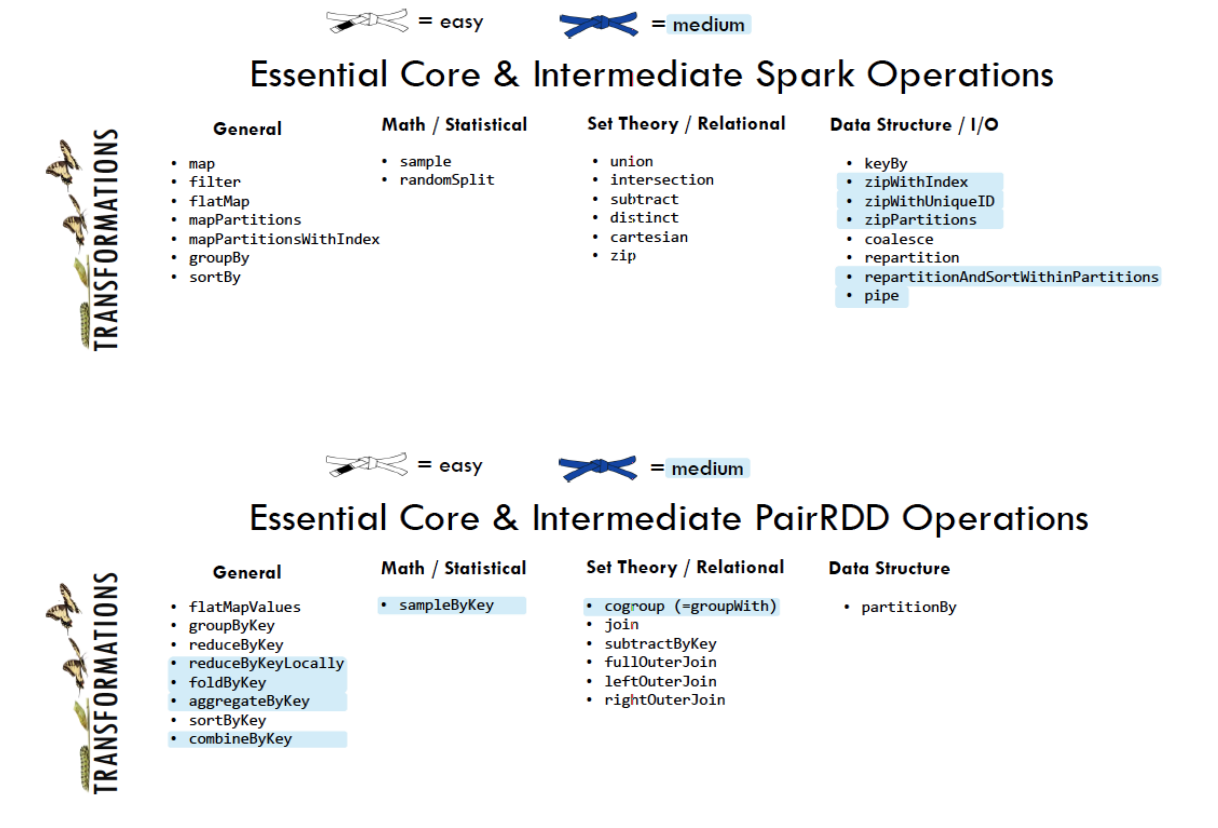 = easy
= medium
Essential Core & Intermediate Spark Operations
TRANSFORMATIONS
General
• map
• filter
• flatMap
• mapPartitions
• mapPartitionsWithIndex
• groupBy
• sortBy
Math / Statistical
• sample
• randomSplit
Set Theory / Relational
• union
• intersection
• subtract
• distinct
• cartesian
• zip
Data Structure / I/O
• keyBy
• zipWithIndex
• zipWithUniqueID
• zipPartitions
• coalesce
• repartition
• repartitionAndSortWithinPartitions
• pipe
= easy
= medium
Essential Core & Intermediate PairRDD Operations
TRANSFORMATIONS
General
• flatMapValues
• groupByKey
• reduceByKey
• reduceByKeyLocally
• foldByKey
• aggregateByKey
• sortByKey
• combineByKey
Math / Statistical
• sampleByKey
Set Theory / Relational
• cogroup (=groupWith)
• join
• subtractByKey
• fullOuterJoin
• leftOuterJoin
• rightOuterJoin
Data Structure
• partitionBy